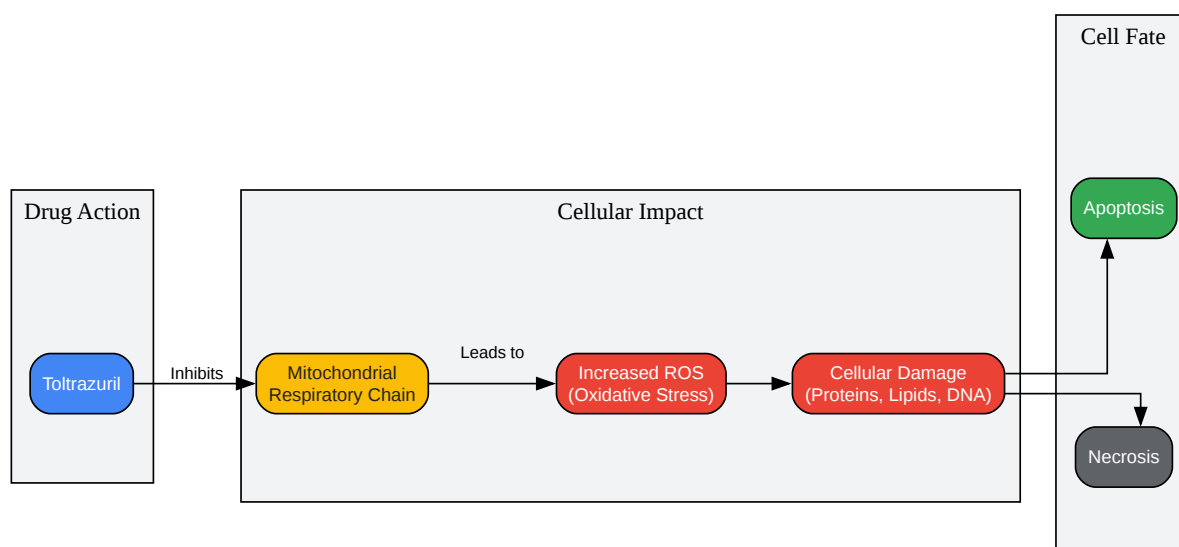 Drug Action
Toltrazuril
Inhibits
Cellular Impact
Mitochondrial
Respiratory Chain
Leads to
Increased ROS
(Oxidative Stress)
Cellular Damage
(Proteins, Lipids, DNA)
Cell Fate
Apoptosis
Necrosis